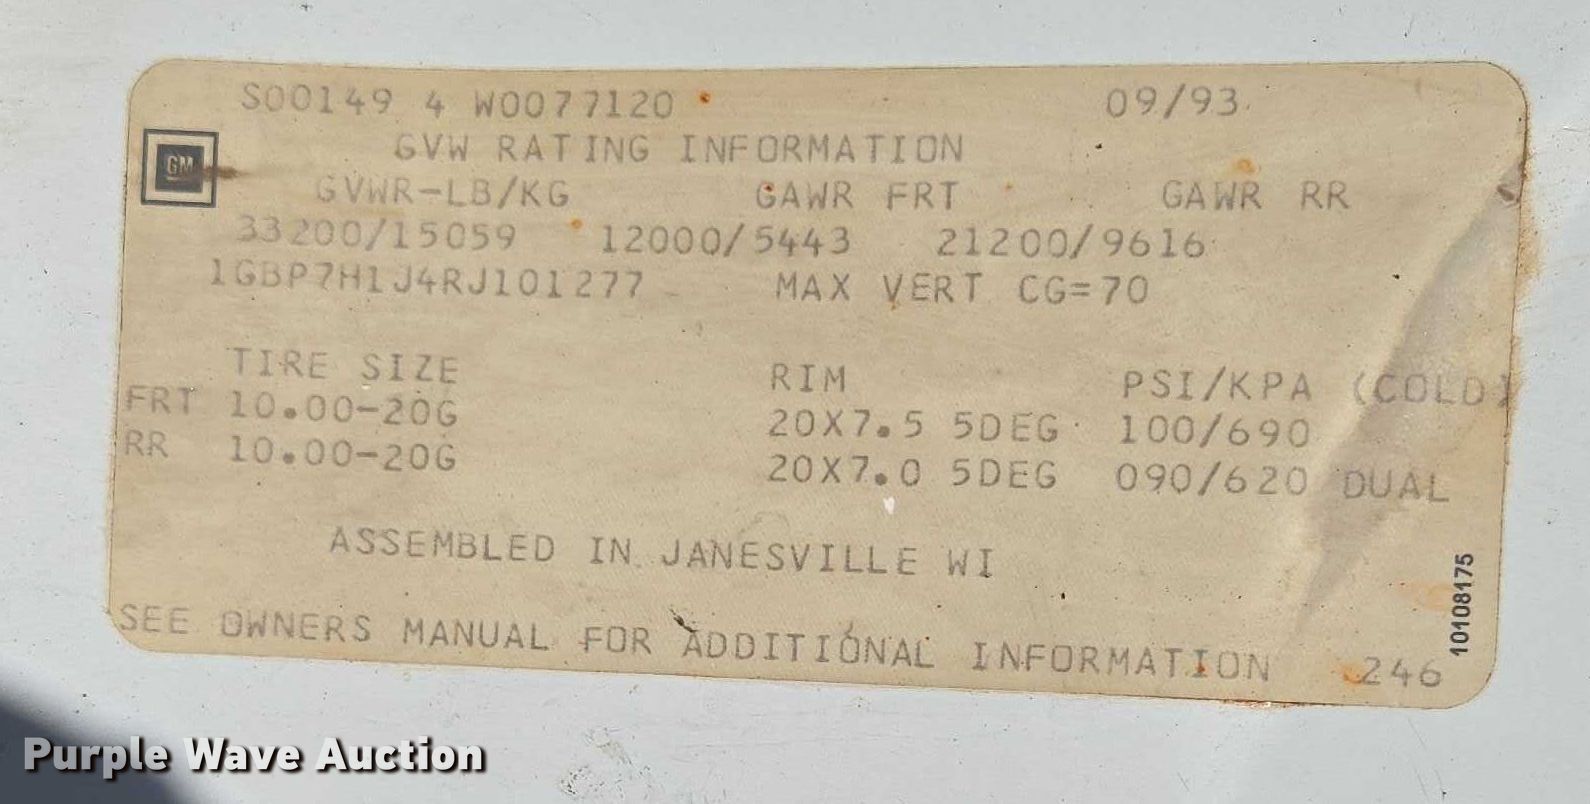 S00149 4 W0077120 09/93
GVW RATING INFORMATION
GM
GVWR-LB/KG GAWR FRT GAWR RR
33200/15059 12000/5443 21200/9616
1GBP7H1J4RJ101277 MAX VERT CG=70
TIRE SIZE RIM PSI/KPA (COLD)
FRT 10.00-20G 20X7.5 5DEG 100/690
RR 10.00-20G 20X7.0 5DEG 090/620 DUAL
ASSEMBLED IN JANESVILLE WI
SEE OWNERS MANUAL FOR ADDITIONAL INFORMATION 246
10108175
Purple Wave Auction